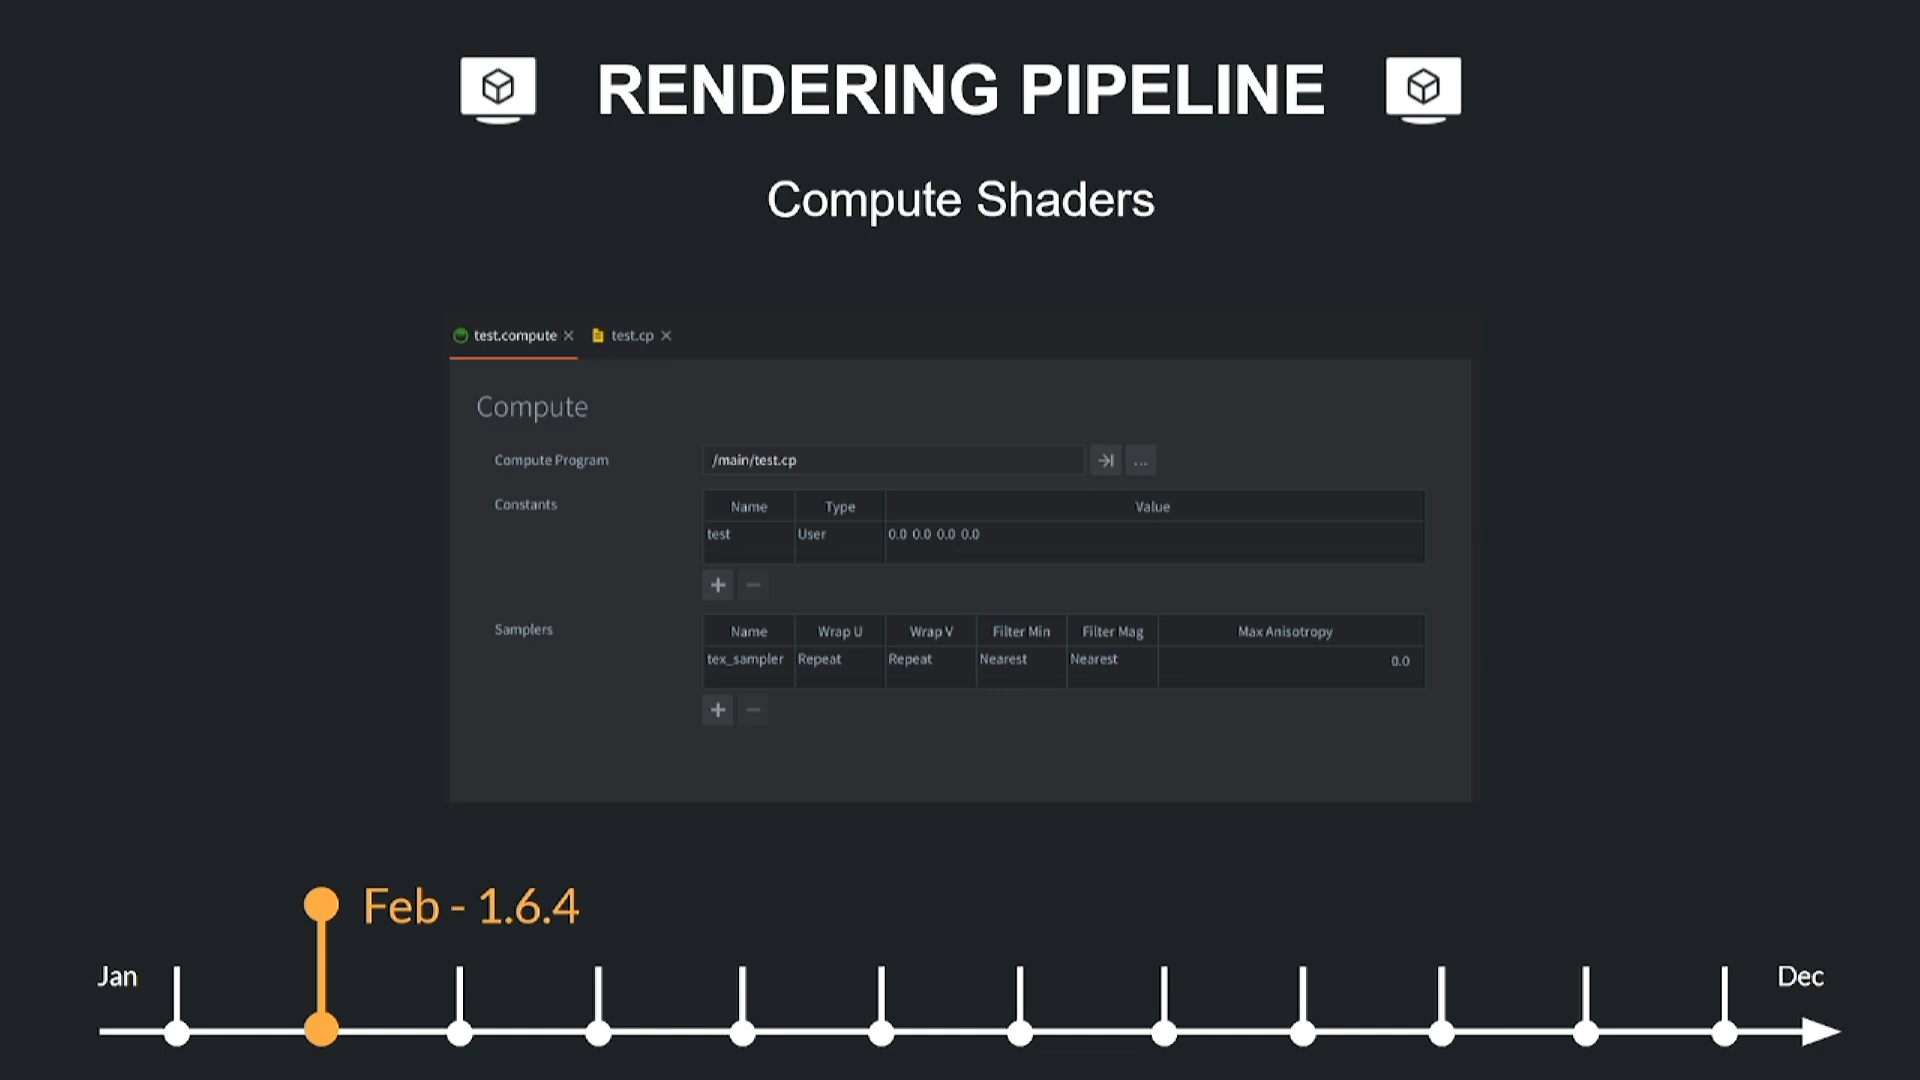 RENDERING PIPELINE
Compute Shaders
test.compute test.cp
Compute
Compute Program /main/test.cp ...
Constants Name Type Value
test User 0.0 0.0 0.0 0.0
+ −
Samplers Name Wrap U Wrap V Filter Min Filter Mag Max Anisotropy
tex_sampler Repeat Repeat Nearest Nearest 0.0
+ −
Feb - 1.6.4
Jan Dec